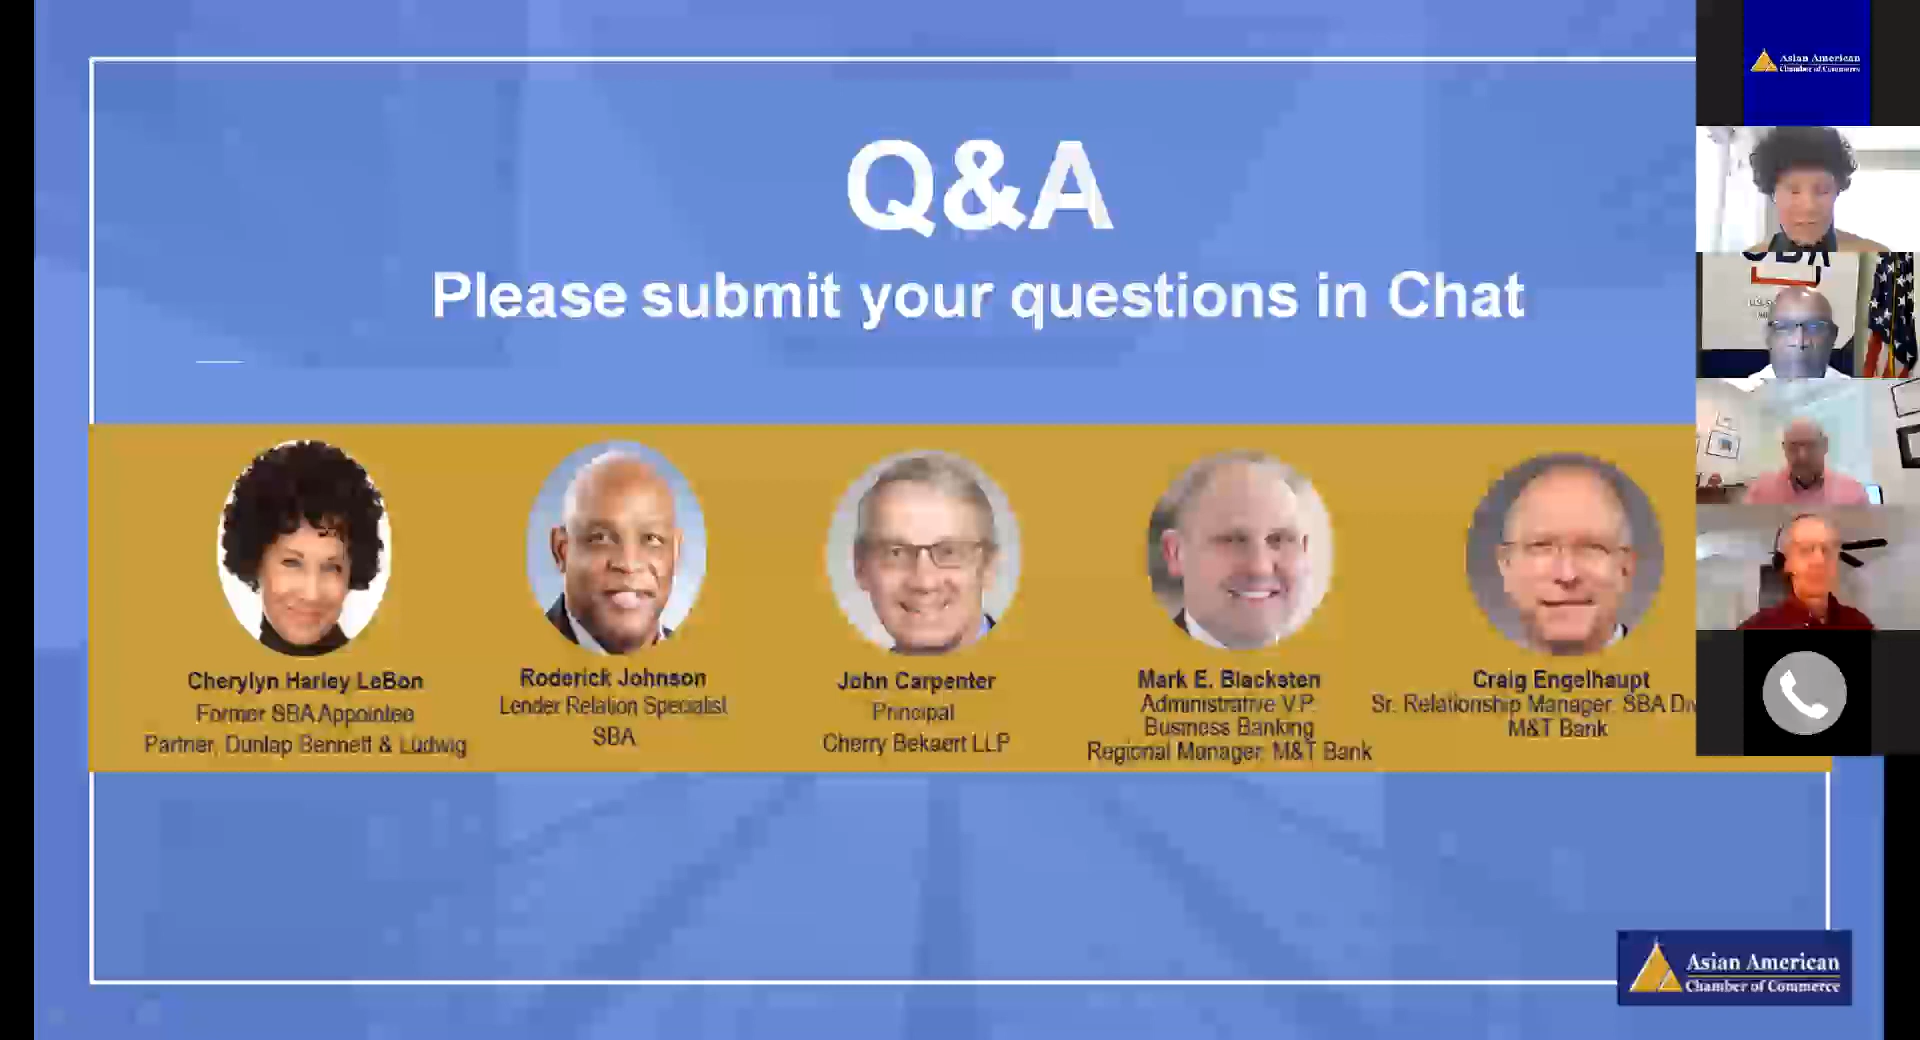 Asian American
Chamber of Commerce
Q&A
Please submit your questions in Chat
SBA
Cherylyn Harley LeBon
Former SBA Appointee
Partner, Dunlap Bennett & Ludwig
Roderick Johnson
Lender Relation Specialist
SBA
John Carpenter
Principal
Cherry Bekaert LLP
Mark E. Blacksten
Administrative V.P.
Business Banking
Regional Manager, M&T Bank
Craig Engelhaupt
Sr. Relationship Manager, SBA Div
M&T Bank
Asian American
Chamber of Commerce